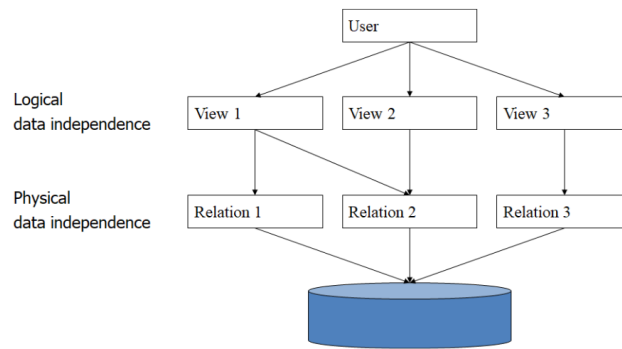 User
Logical
data independence
View 1
View 2
View 3
Physical
data independence
Relation 1
Relation 2
Relation 3